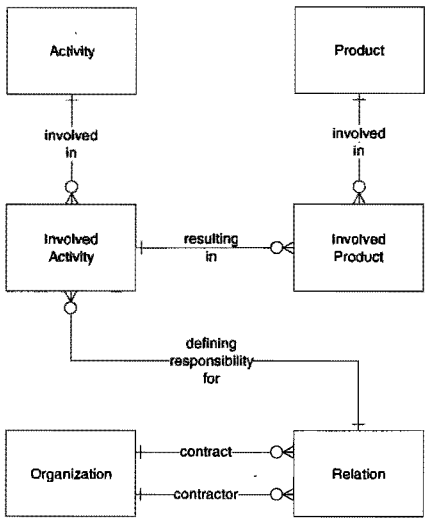 Activity
Product
involved
in
involved
in
Involved
Activity
resulting
in
Involved
Product
defining
responsibility
for
Organization
contract
contractor
Relation